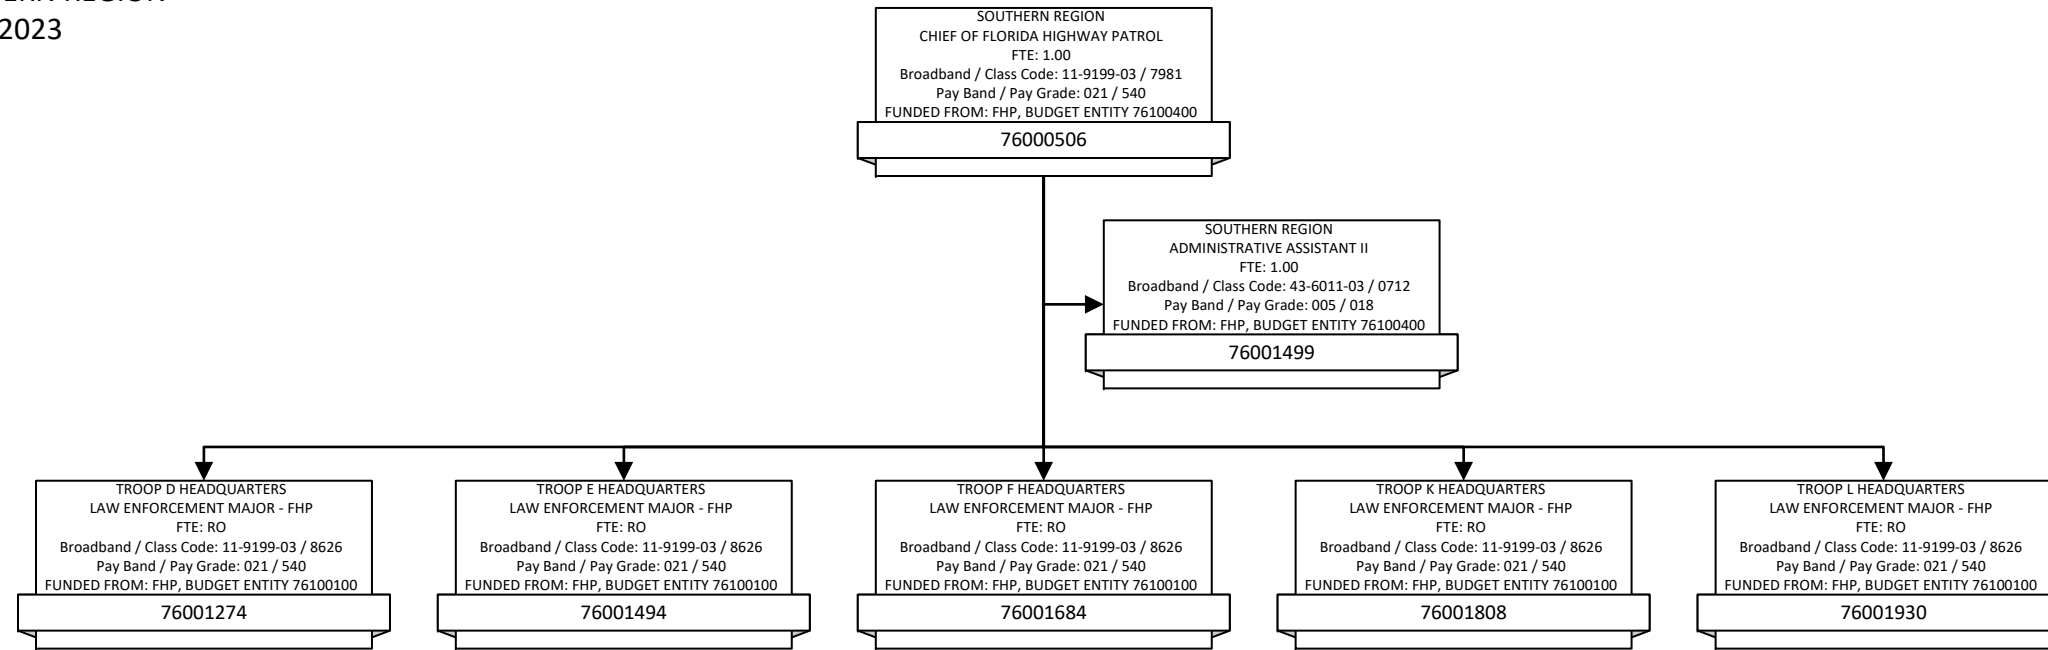 2023
SOUTHERN REGION
CHIEF OF FLORIDA HIGHWAY PATROL
FTE: 1.00
Broadband / Class Code: 11-9199-03 / 7981
Pay Band / Pay Grade: 021 / 540
FUNDED FROM: FHP, BUDGET ENTITY 76100400
76000506
SOUTHERN REGION
ADMINISTRATIVE ASSISTANT II
FTE: 1.00
Broadband / Class Code: 43-6011-03 / 0712
Pay Band / Pay Grade: 005 / 018
FUNDED FROM: FHP, BUDGET ENTITY 76100400
76001499
TROOP D HEADQUARTERS
LAW ENFORCEMENT MAJOR - FHP
FTE: RO
Broadband / Class Code: 11-9199-03 / 8626
Pay Band / Pay Grade: 021 / 540
FUNDED FROM: FHP, BUDGET ENTITY 76100100
76001274
TROOP E HEADQUARTERS
LAW ENFORCEMENT MAJOR - FHP
FTE: RO
Broadband / Class Code: 11-9199-03 / 8626
Pay Band / Pay Grade: 021 / 540
FUNDED FROM: FHP, BUDGET ENTITY 76100100
76001494
TROOP F HEADQUARTERS
LAW ENFORCEMENT MAJOR - FHP
FTE: RO
Broadband / Class Code: 11-9199-03 / 8626
Pay Band / Pay Grade: 021 / 540
FUNDED FROM: FHP, BUDGET ENTITY 76100100
76001684
TROOP K HEADQUARTERS
LAW ENFORCEMENT MAJOR - FHP
FTE: RO
Broadband / Class Code: 11-9199-03 / 8626
Pay Band / Pay Grade: 021 / 540
FUNDED FROM: FHP, BUDGET ENTITY 76100100
76001808
TROOP L HEADQUARTERS
LAW ENFORCEMENT MAJOR - FHP
FTE: RO
Broadband / Class Code: 11-9199-03 / 8626
Pay Band / Pay Grade: 021 / 540
FUNDED FROM: FHP, BUDGET ENTITY 76100100
76001930